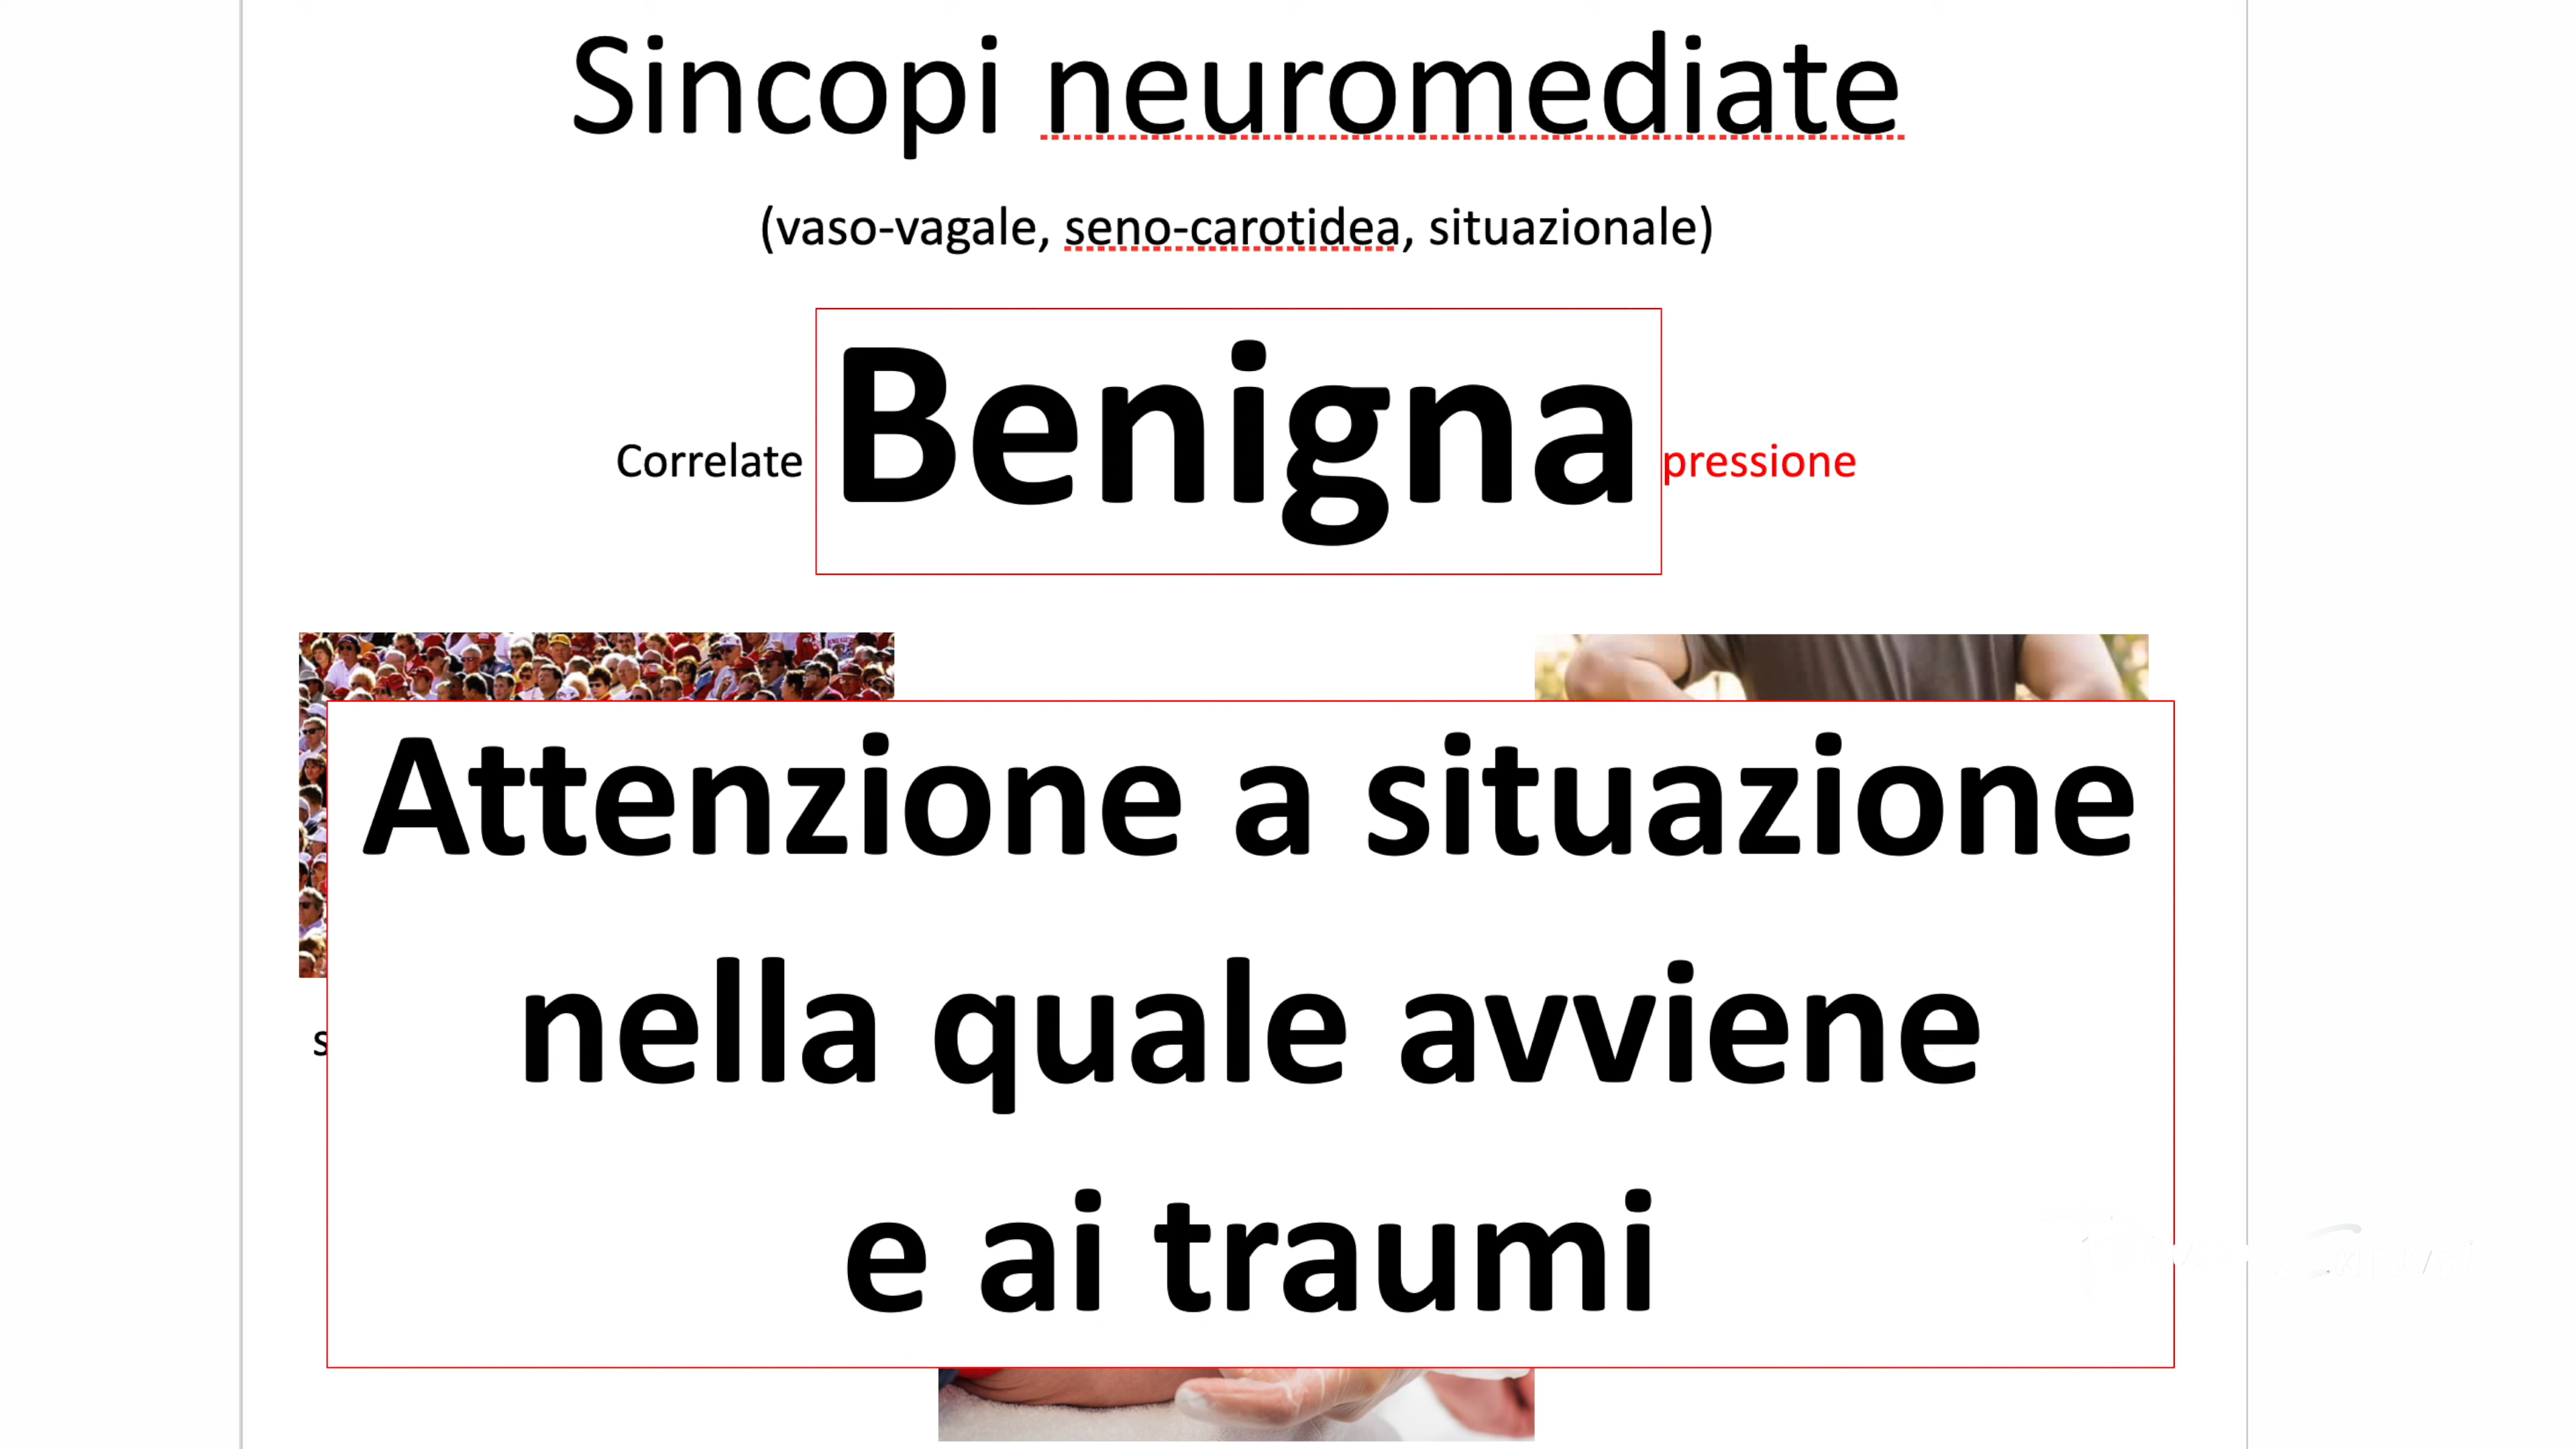 Sincopi neuromediate
(vaso-vagale, seno-carotidea, situazionale)
Benigna
Correlate pressione
Attenzione a situazione
nella quale avviene
e ai traumi